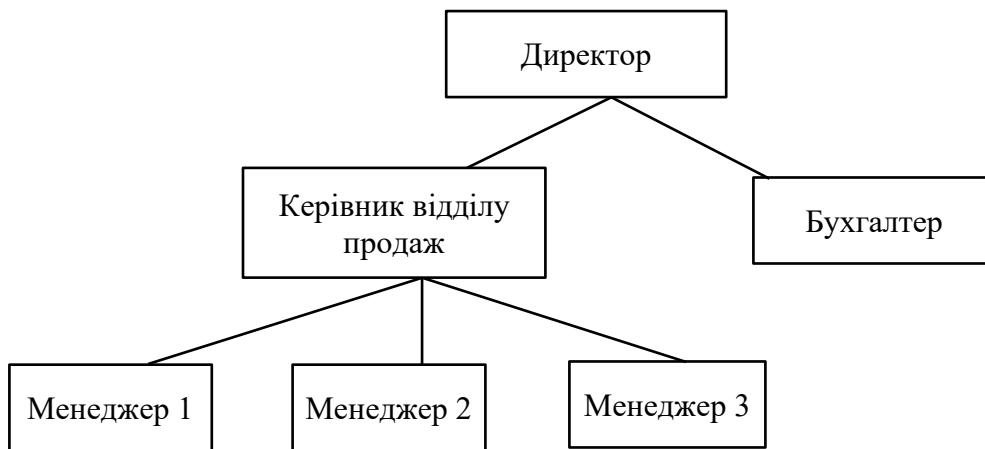 Директор
Керівник відділу
продаж
Бухгалтер
Менеджер 1
Менеджер 2
Менеджер 3